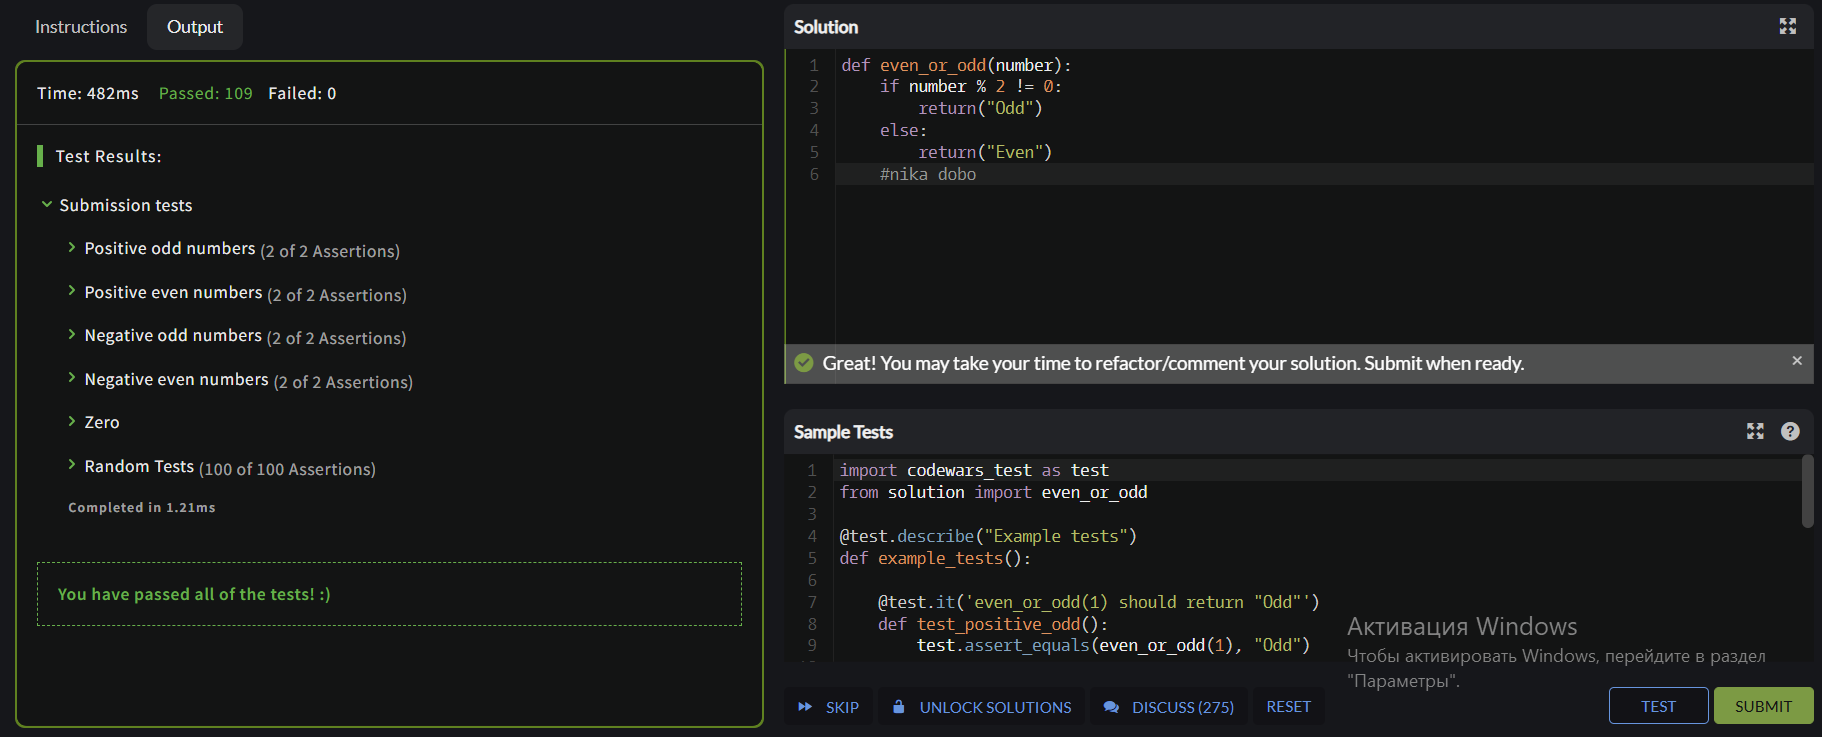 Instructions
Output
Time: 482ms Passed: 109 Failed: 0
Test Results:
Submission tests
Positive odd numbers (2 of 2 Assertions)
Positive even numbers (2 of 2 Assertions)
Negative odd numbers (2 of 2 Assertions)
Negative even numbers (2 of 2 Assertions)
Zero
Random Tests (100 of 100 Assertions)
Completed in 1.21ms
You have passed all of the tests! :)
Solution
1 def even_or_odd(number):
2     if number % 2 != 0:
3         return("Odd")
4     else:
5         return("Even")
6     #nika dobo
Great! You may take your time to refactor/comment your solution. Submit when ready.
Sample Tests
1 import codewars_test as test
2 from solution import even_or_odd
3
4 @test.describe("Example tests")
5 def example_tests():
6
7     @test.it('even_or_odd(1) should return "Odd"')
8     def test_positive_odd():
9         test.assert_equals(even_or_odd(1), "Odd")
Активация Windows
Чтобы активировать Windows, перейдите в раздел
"Параметры".
SKIP
UNLOCK SOLUTIONS
DISCUSS (275)
RESET
TEST
SUBMIT